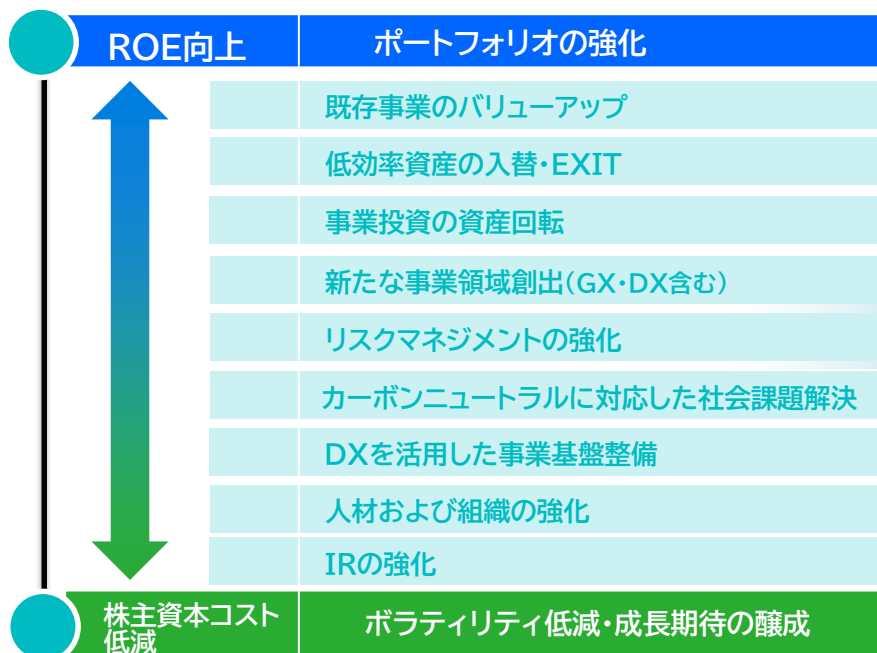 ROE向上 ポートフォリオの強化
既存事業のバリューアップ
低効率資産の入替・EXIT
事業投資の資産回転
新たな事業領域創出(GX・DX含む)
リスクマネジメントの強化
カーボンニュートラルに対応した社会課題解決
DXを活用した事業基盤整備
人材および組織の強化
IRの強化
株主資本コスト
低減
ボラティリティ低減・成長期待の醸成